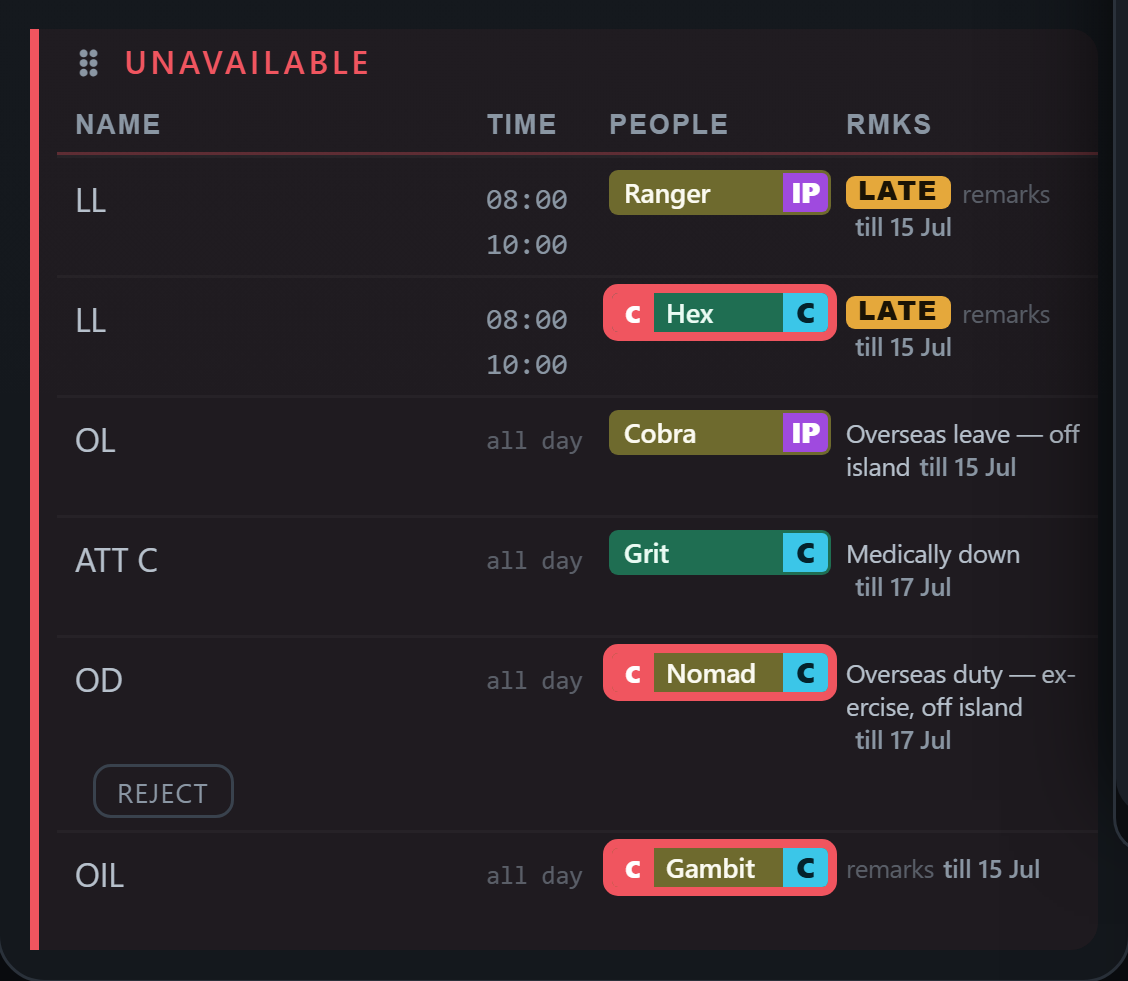 UNAVAILABLE
NAME TIME PEOPLE RMKS
LL 08:00 Ranger IP LATE remarks
10:00 till 15 Jul
LL 08:00 c Hex C LATE remarks
10:00 till 15 Jul
OL all day Cobra IP Overseas leave — off
island till 15 Jul
ATT C all day Grit C Medically down
till 17 Jul
OD all day c Nomad C Overseas duty — ex-
ercise, off island
till 17 Jul
REJECT
OIL all day c Gambit C remarks till 15 Jul